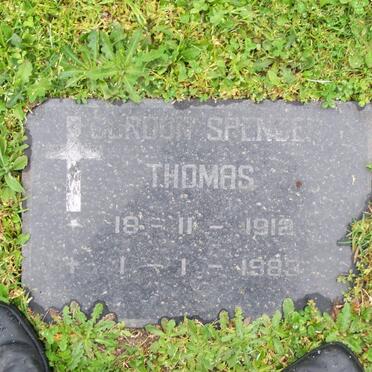 GORDON SPENCER
THOMAS
* 18 - 11 - 1912
+ 1 - 1 - 1983